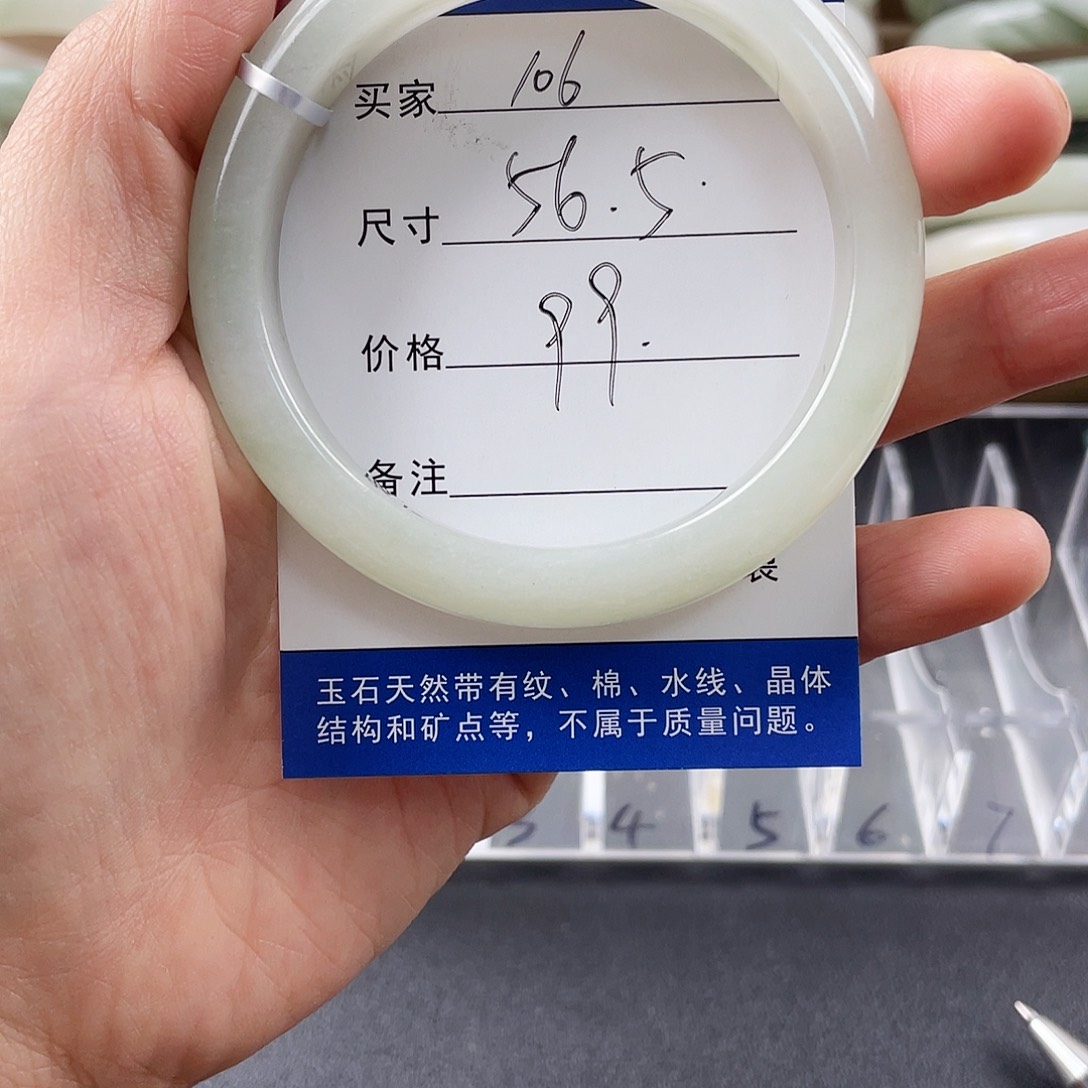 买家 106
尺寸 56.5.
价格 99.
备注
装
玉石天然带有纹、棉、水线、晶体
结构和矿点等，不属于质量问题。
4 5 6 7